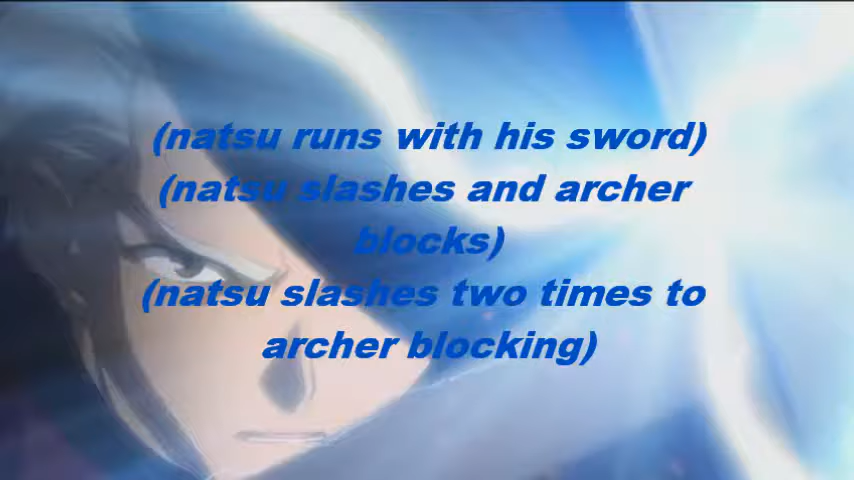 (natsu runs with his sword)
(natsu slashes and archer
blocks)
(natsu slashes two times to
archer blocking)